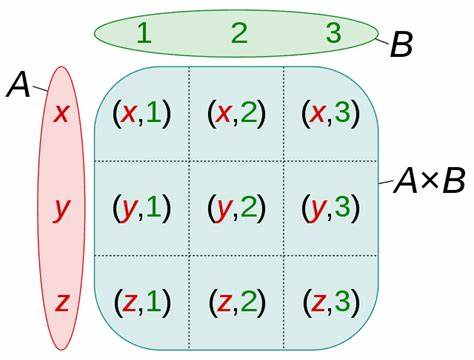 1 2 3 B
A
x (x,1) (x,2) (x,3)
A×B
y (y,1) (y,2) (y,3)
z (z,1) (z,2) (z,3)